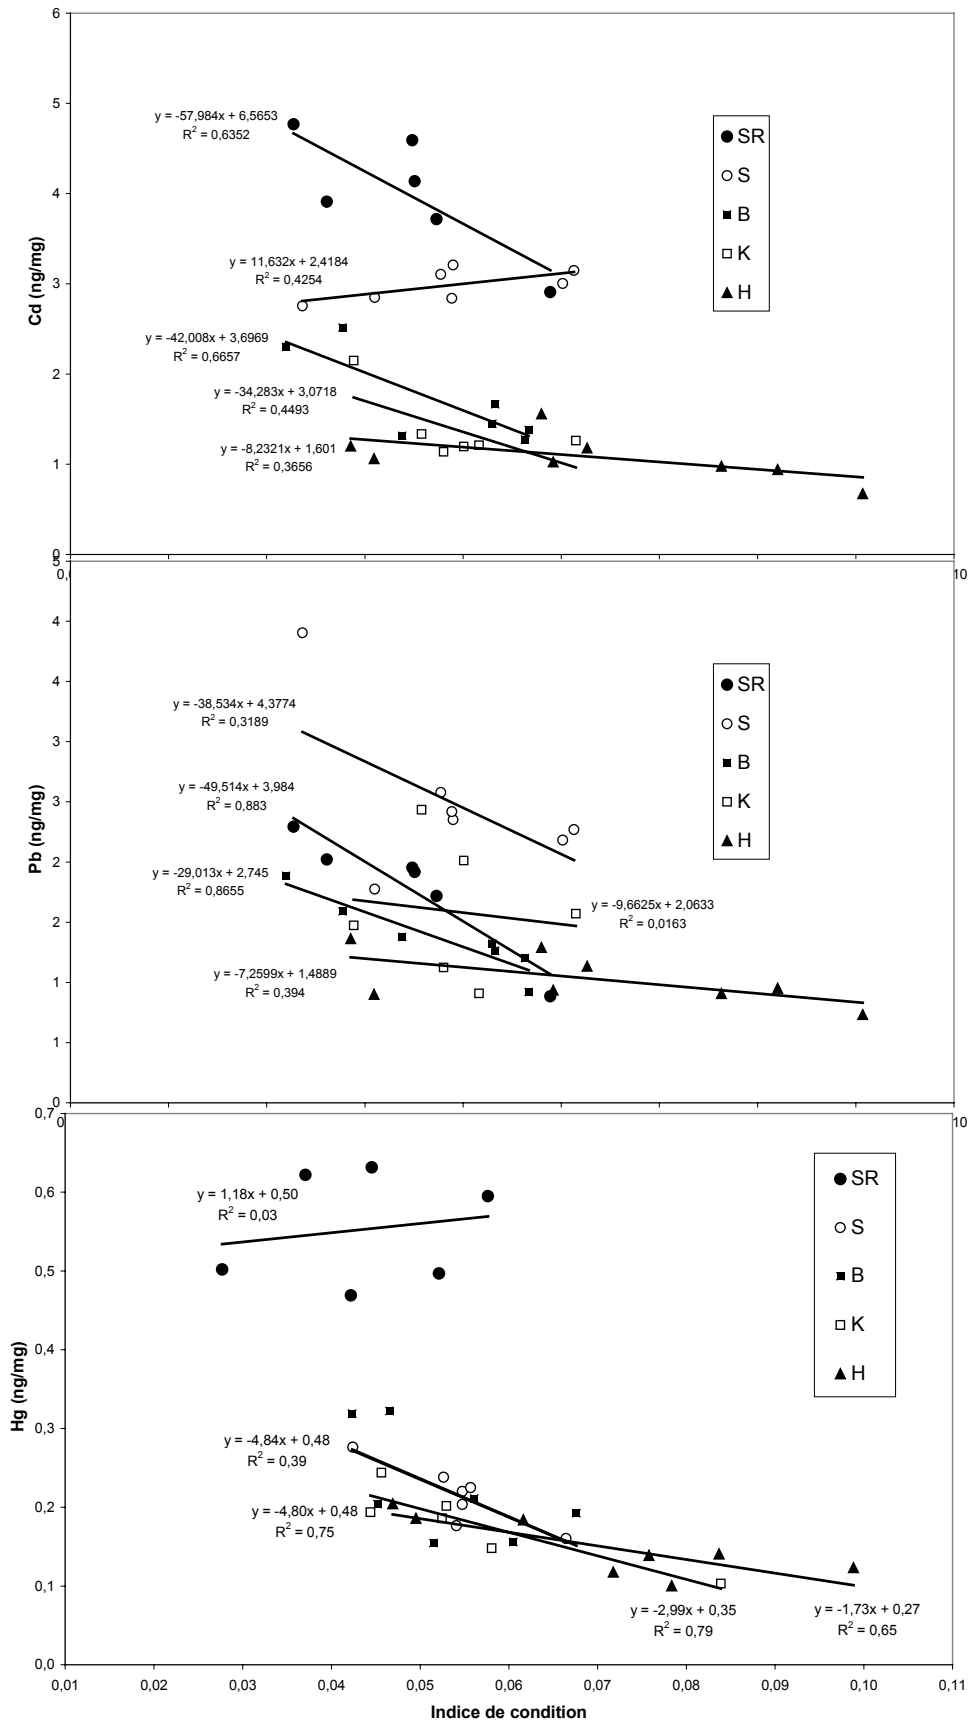 6
5
4
3
2
1
0
Cd (ng/mg)
y = -57,984x + 6,5653
R2 = 0,6352
y = 11,632x + 2,4184
R2 = 0,4254
y = -42,008x + 3,6969
R2 = 0,6657
y = -34,283x + 3,0718
R2 = 0,4493
y = -8,2321x + 1,601
R2 = 0,3656
SR
S
B
K
H
0,
10
5
4
4
3
3
2
2
1
1
0
Pb (ng/mg)
y = -38,534x + 4,3774
R2 = 0,3189
y = -49,514x + 3,984
R2 = 0,883
y = -29,013x + 2,745
R2 = 0,8655
y = -9,6625x + 2,0633
R2 = 0,0163
y = -7,2599x + 1,4889
R2 = 0,394
SR
S
B
K
H
0
10
0,7
0,6
0,5
0,4
0,3
0,2
0,1
0,0
Hg (ng/mg)
y = 1,18x + 0,50
R2 = 0,03
y = -4,84x + 0,48
R2 = 0,39
y = -4,80x + 0,48
R2 = 0,75
y = -2,99x + 0,35
R2 = 0,79
y = -1,73x + 0,27
R2 = 0,65
SR
S
B
K
H
0,01 0,02 0,03 0,04 0,05 0,06 0,07 0,08 0,09 0,10 0,11
Indice de condition